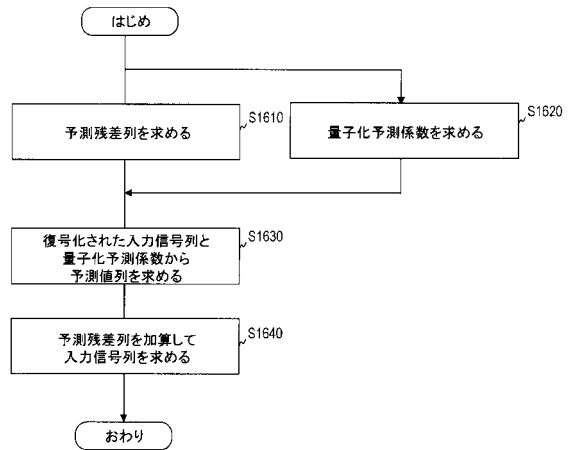 はじめ
予測残差列を求める
S1610
量子化予測係数を求める
S1620
復号化された入力信号列と
量子化予測係数から
予測値列を求める
S1630
予測残差列を加算して
入力信号列を求める
S1640
おわり